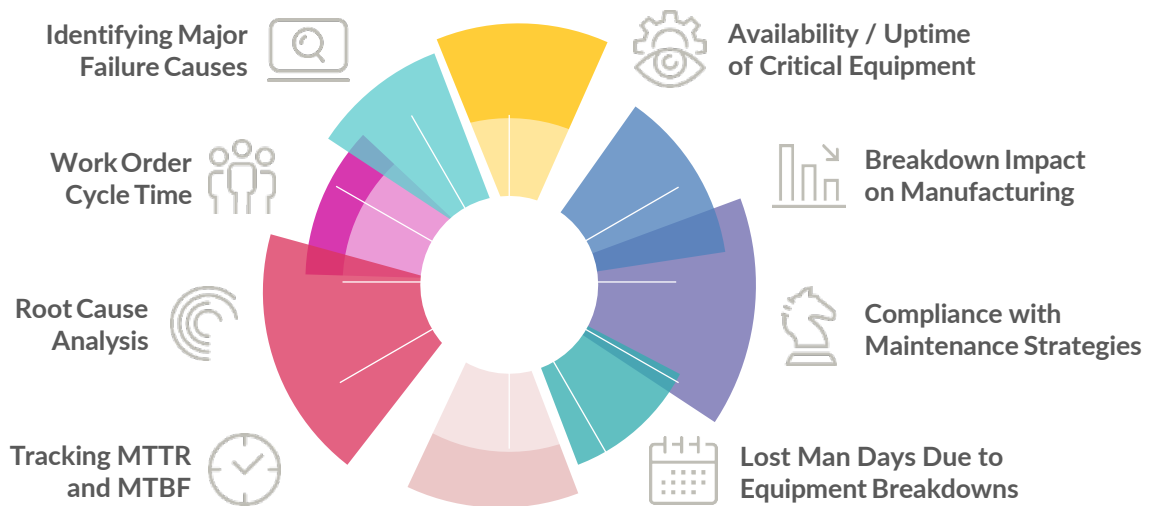 Identifying Major
Failure Causes
Availability / Uptime
of Critical Equipment
Work Order
Cycle Time
Breakdown Impact
on Manufacturing
Root Cause
Analysis
Compliance with
Maintenance Strategies
Tracking MTTR
and MTBF
Lost Man Days Due to
Equipment Breakdowns